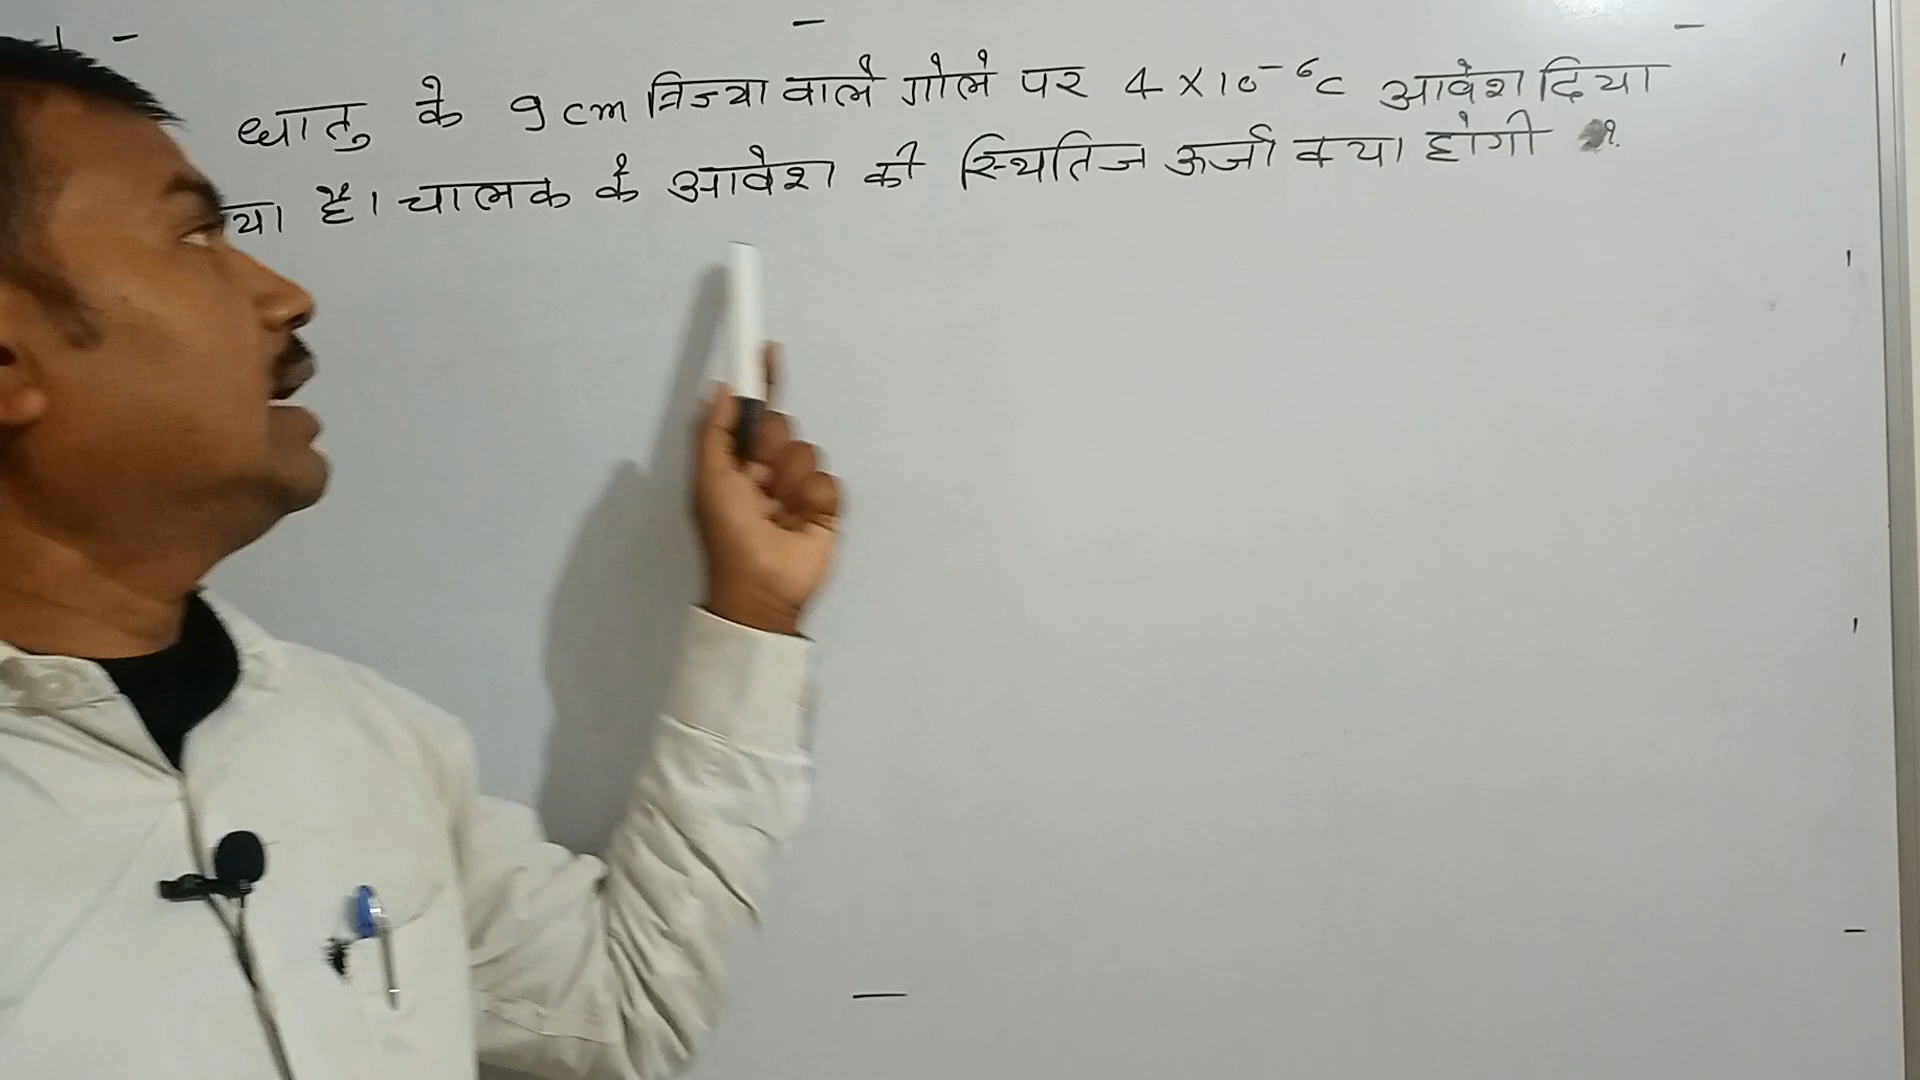 धातु के 9 cm त्रिज्या वाले गोले पर 4 × 10⁻⁶C आवेश दिया
या है। चालक के आवेश की स्थितिज ऊर्जा क्या होगी ?